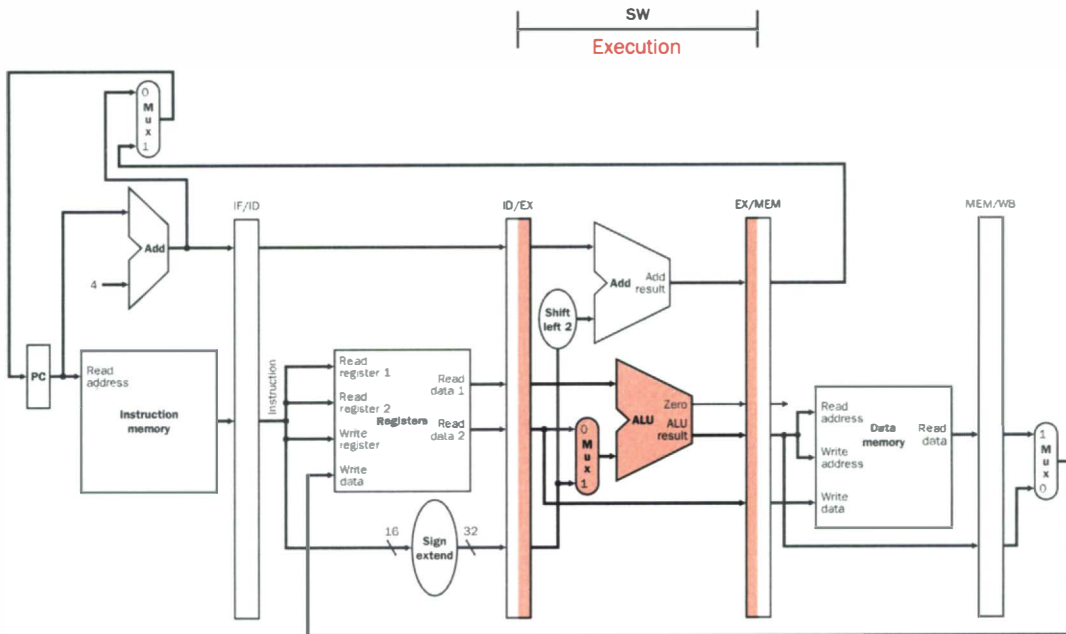 SW
Execution
0
M
u
x
1
IF/ID
ID/EX
EX/MEM
MEM/WB
Add
4
Add
Add
result
Shift
left 2
PC
Read
address
Instruction
memory
Instruction
Read
register 1
Read
register 2
Write
register
Write
data
Registers
Read
data 1
Read
data 2
0
M
u
x
1
ALU
Zero
ALU
result
Read
address
Write
address
Write
data
Data
memory
Read
data
1
M
u
x
0
16
Sign
extend
32